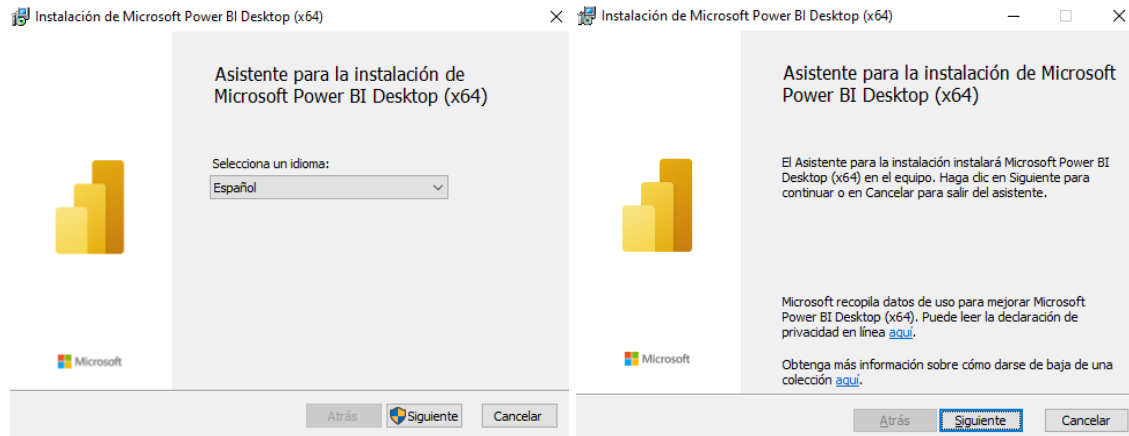 Instalación de Microsoft Power BI Desktop (x64)
Asistente para la instalación de
Microsoft Power BI Desktop (x64)
Selecciona un idioma:
Español
Microsoft
Atrás
Siguiente
Cancelar
Instalación de Microsoft Power BI Desktop (x64)
Asistente para la instalación de Microsoft
Power BI Desktop (x64)
El Asistente para la instalación instalará Microsoft Power BI
Desktop (x64) en el equipo. Haga clic en Siguiente para
continuar o en Cancelar para salir del asistente.
Microsoft recopila datos de uso para mejorar Microsoft
Power BI Desktop (x64). Puede leer la declaración de
privacidad en línea aquí.
Microsoft
Obtenga más información sobre cómo darse de baja de una
colección aquí.
Atrás
Siguiente
Cancelar